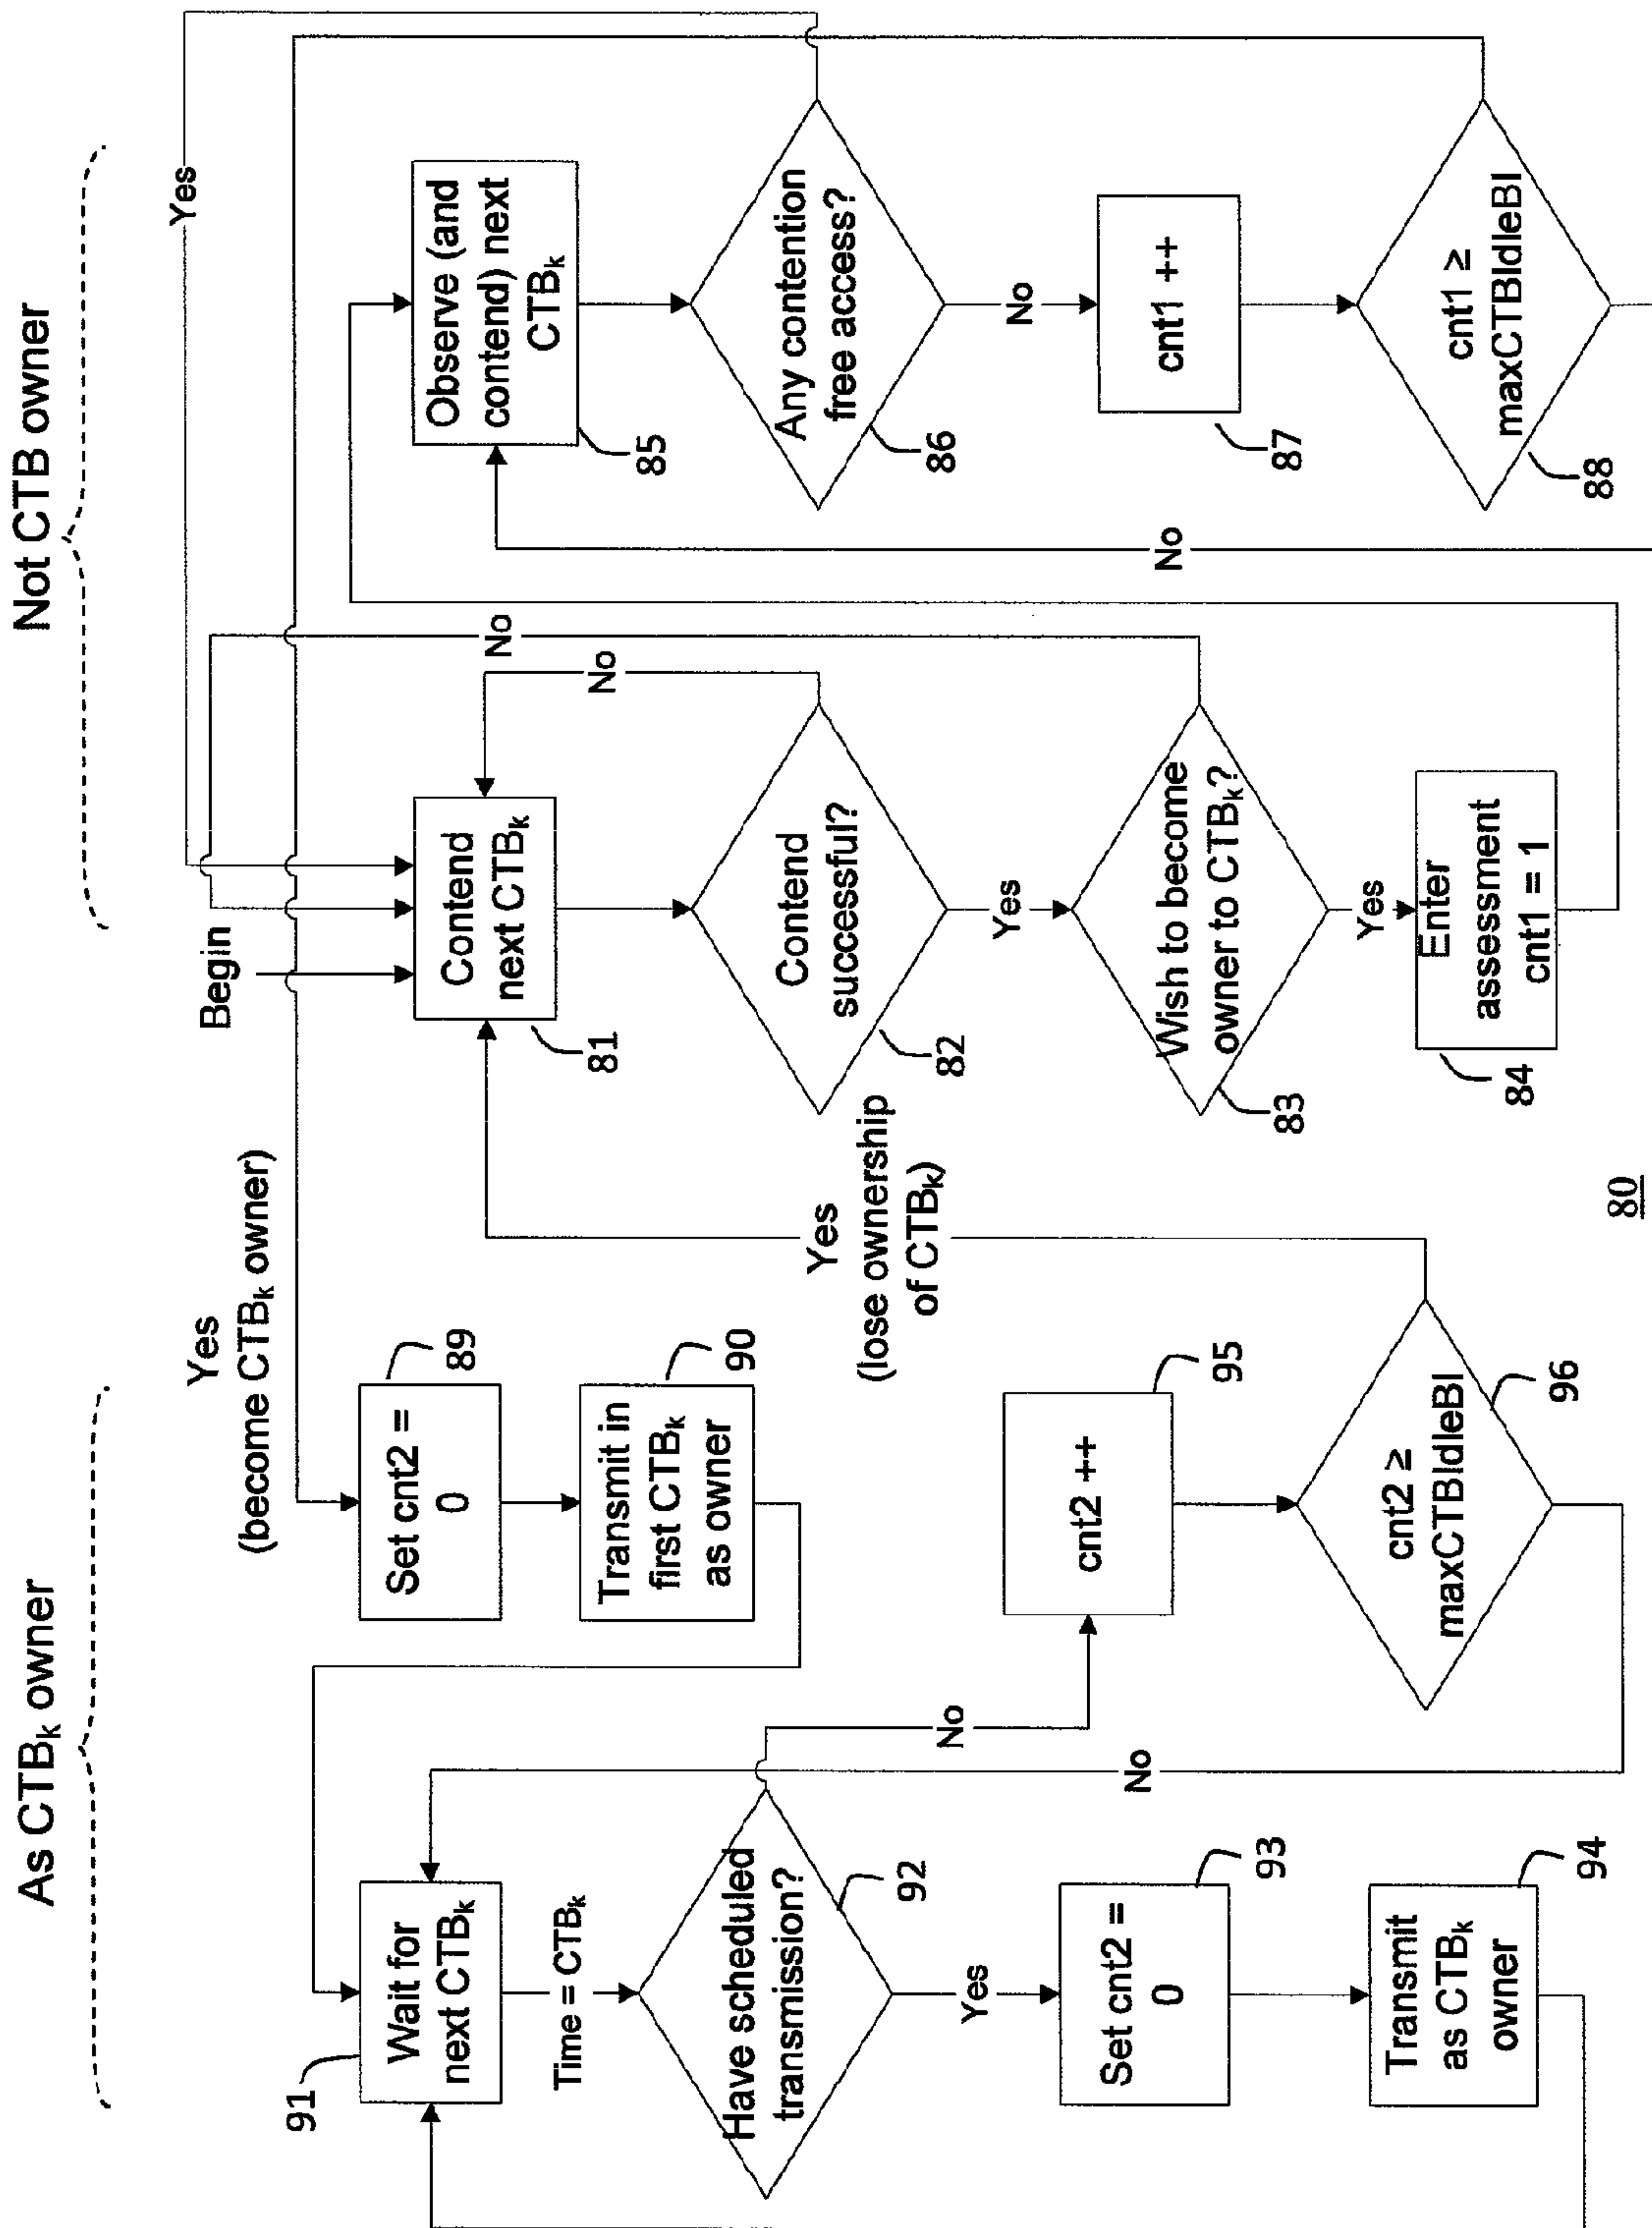 As CTBk owner
Not CTB owner
Yes
(become CTBk owner)
Begin
Yes
91
Wait for
next CTBk
Time = CTBk
Have scheduled
transmission?
92
Yes
Set cnt2 =
0
93
Transmit
as CTBk
owner
94
No
No
Set cnt2 =
0
89
Transmit in
first CTBk
as owner
90
cnt2 ++
95
cnt2 ≥
maxCTBIdleBI
96
Yes
(lose ownership
of CTBk)
Contend
next CTBk
81
No
No
Contend
successful?
82
Yes
Wish to become
owner to CTBk?
83
Yes
Enter
assessment
cnt1 = 1
84
Observe (and
contend) next
CTBk
85
Any contention
free access?
86
No
cnt1 ++
87
No
cnt1 ≥
maxCTBIdleBI
88
80